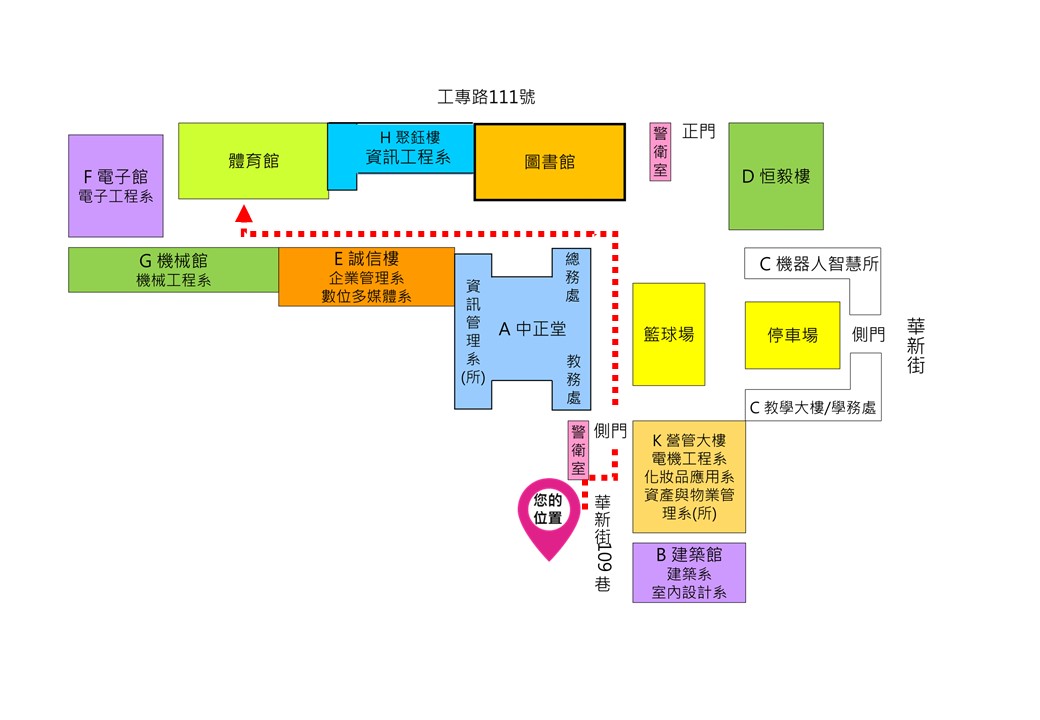 工專路111號
F 電子館
電子工程系
體育館
H 聚鈺樓
資訊工程系
圖書館
警衛室
正門
D 恒毅樓
G 機械館
機械工程系
E 誠信樓
企業管理系
數位多媒體系
資訊管理系(所)
A 中正堂
總務處
教務處
籃球場
C 機器人智慧所
停車場
側門
華新街
C 教學大樓/學務處
警衛室
側門
K 營管大樓
電機工程系
化妝品應用系
資產與物業管
理系(所)
您的
位置
華新街109 巷
B 建築館
建築系
室內設計系